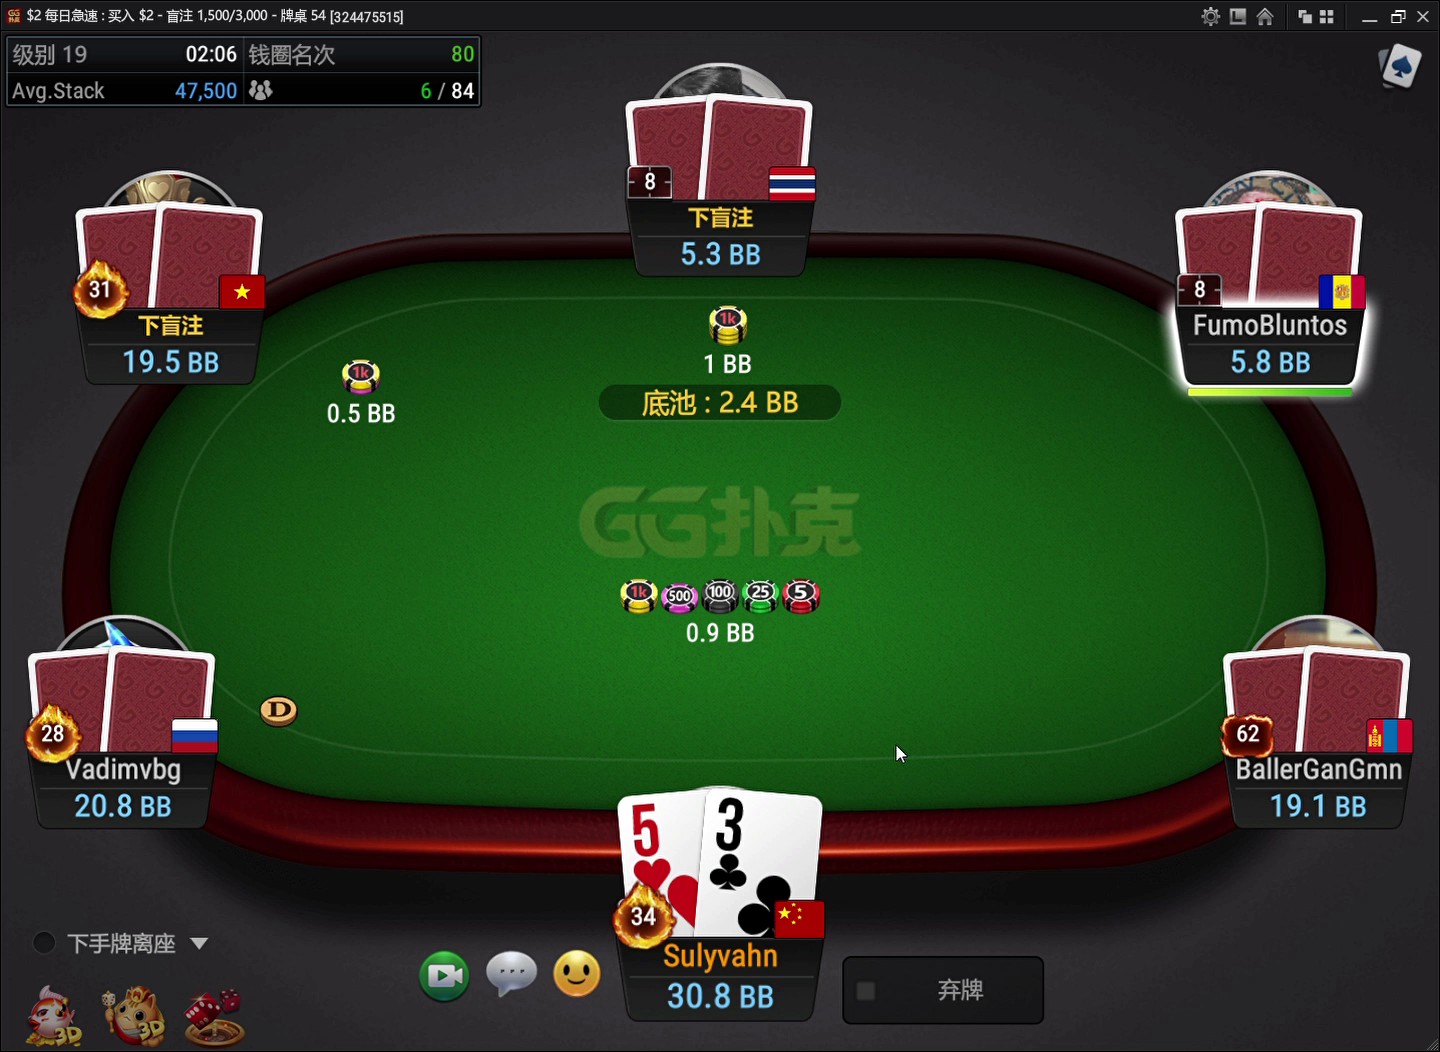 $2 每日急速 : 买入 $2 - 盲注 1,500/3,000 - 牌桌 54 [324475515]
级别 19 02:06 钱圈名次 80
Avg.Stack 47,500 6 / 84
8
下盲注
5.3 BB
31
下盲注
19.5 BB
8
FumoBluntos
5.8 BB
1k
1 BB
1k
0.5 BB
底池 : 2.4 BB
GG扑克
1k 500 100 25 5
0.9 BB
D
28
Vadimvbg
20.8 BB
62
BallerGanGmn
19.1 BB
5 3
34
Sulyvahn
30.8 BB
下手牌离座
弃牌
3D 3D